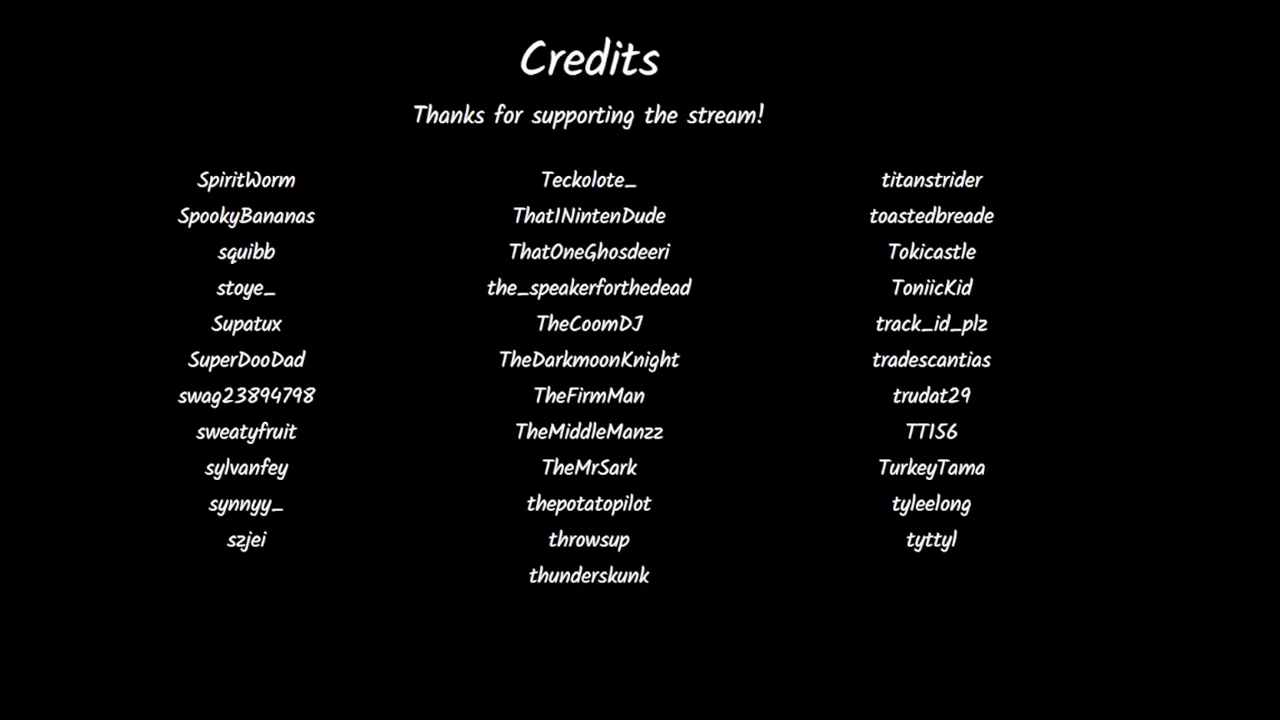 Credits
Thanks for supporting the stream!
SpiritWorm
SpookyBananas
squibb
stoye_
Supatux
SuperDooDad
swag23894798
sweatyfruit
sylvanfey
synnyy_
szjei
Teckolote_
That1NintenDude
ThatOneGhosdeeri
the_speakerforthedead
TheCoomDJ
TheDarkmoonKnight
TheFirmMan
TheMiddleManzz
TheMrSark
thepotatopilot
throwsup
thunderskunk
titanstrider
toastedbreade
Tokicastle
ToniicKid
track_id_plz
tradescantias
trudat29
TT156
TurkeyTama
tyleelong
tyttyl